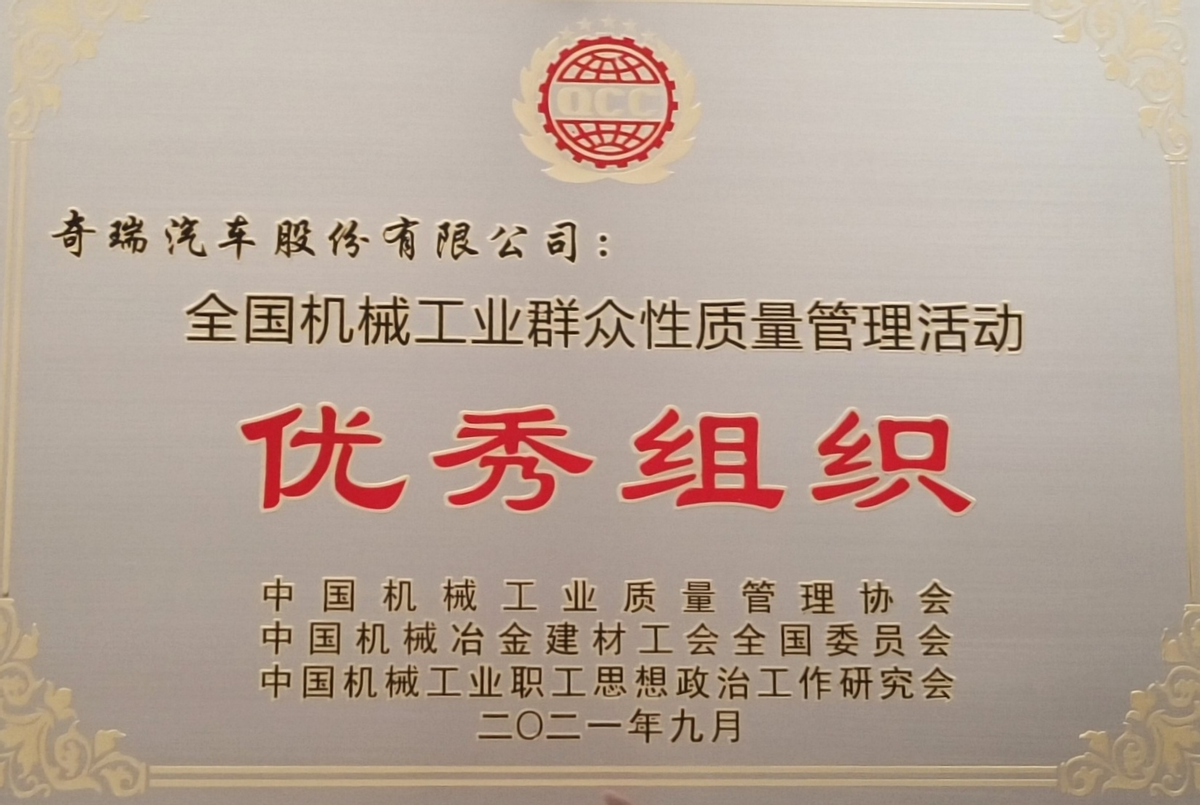 QCC
奇瑞汽车股份有限公司：
全国机械工业群众性质量管理活动
优秀组织
中国机械工业质量管理协会
中国机械冶金建材工会全国委员会
中国机械工业职工思想政治工作研究会
二〇二一年九月